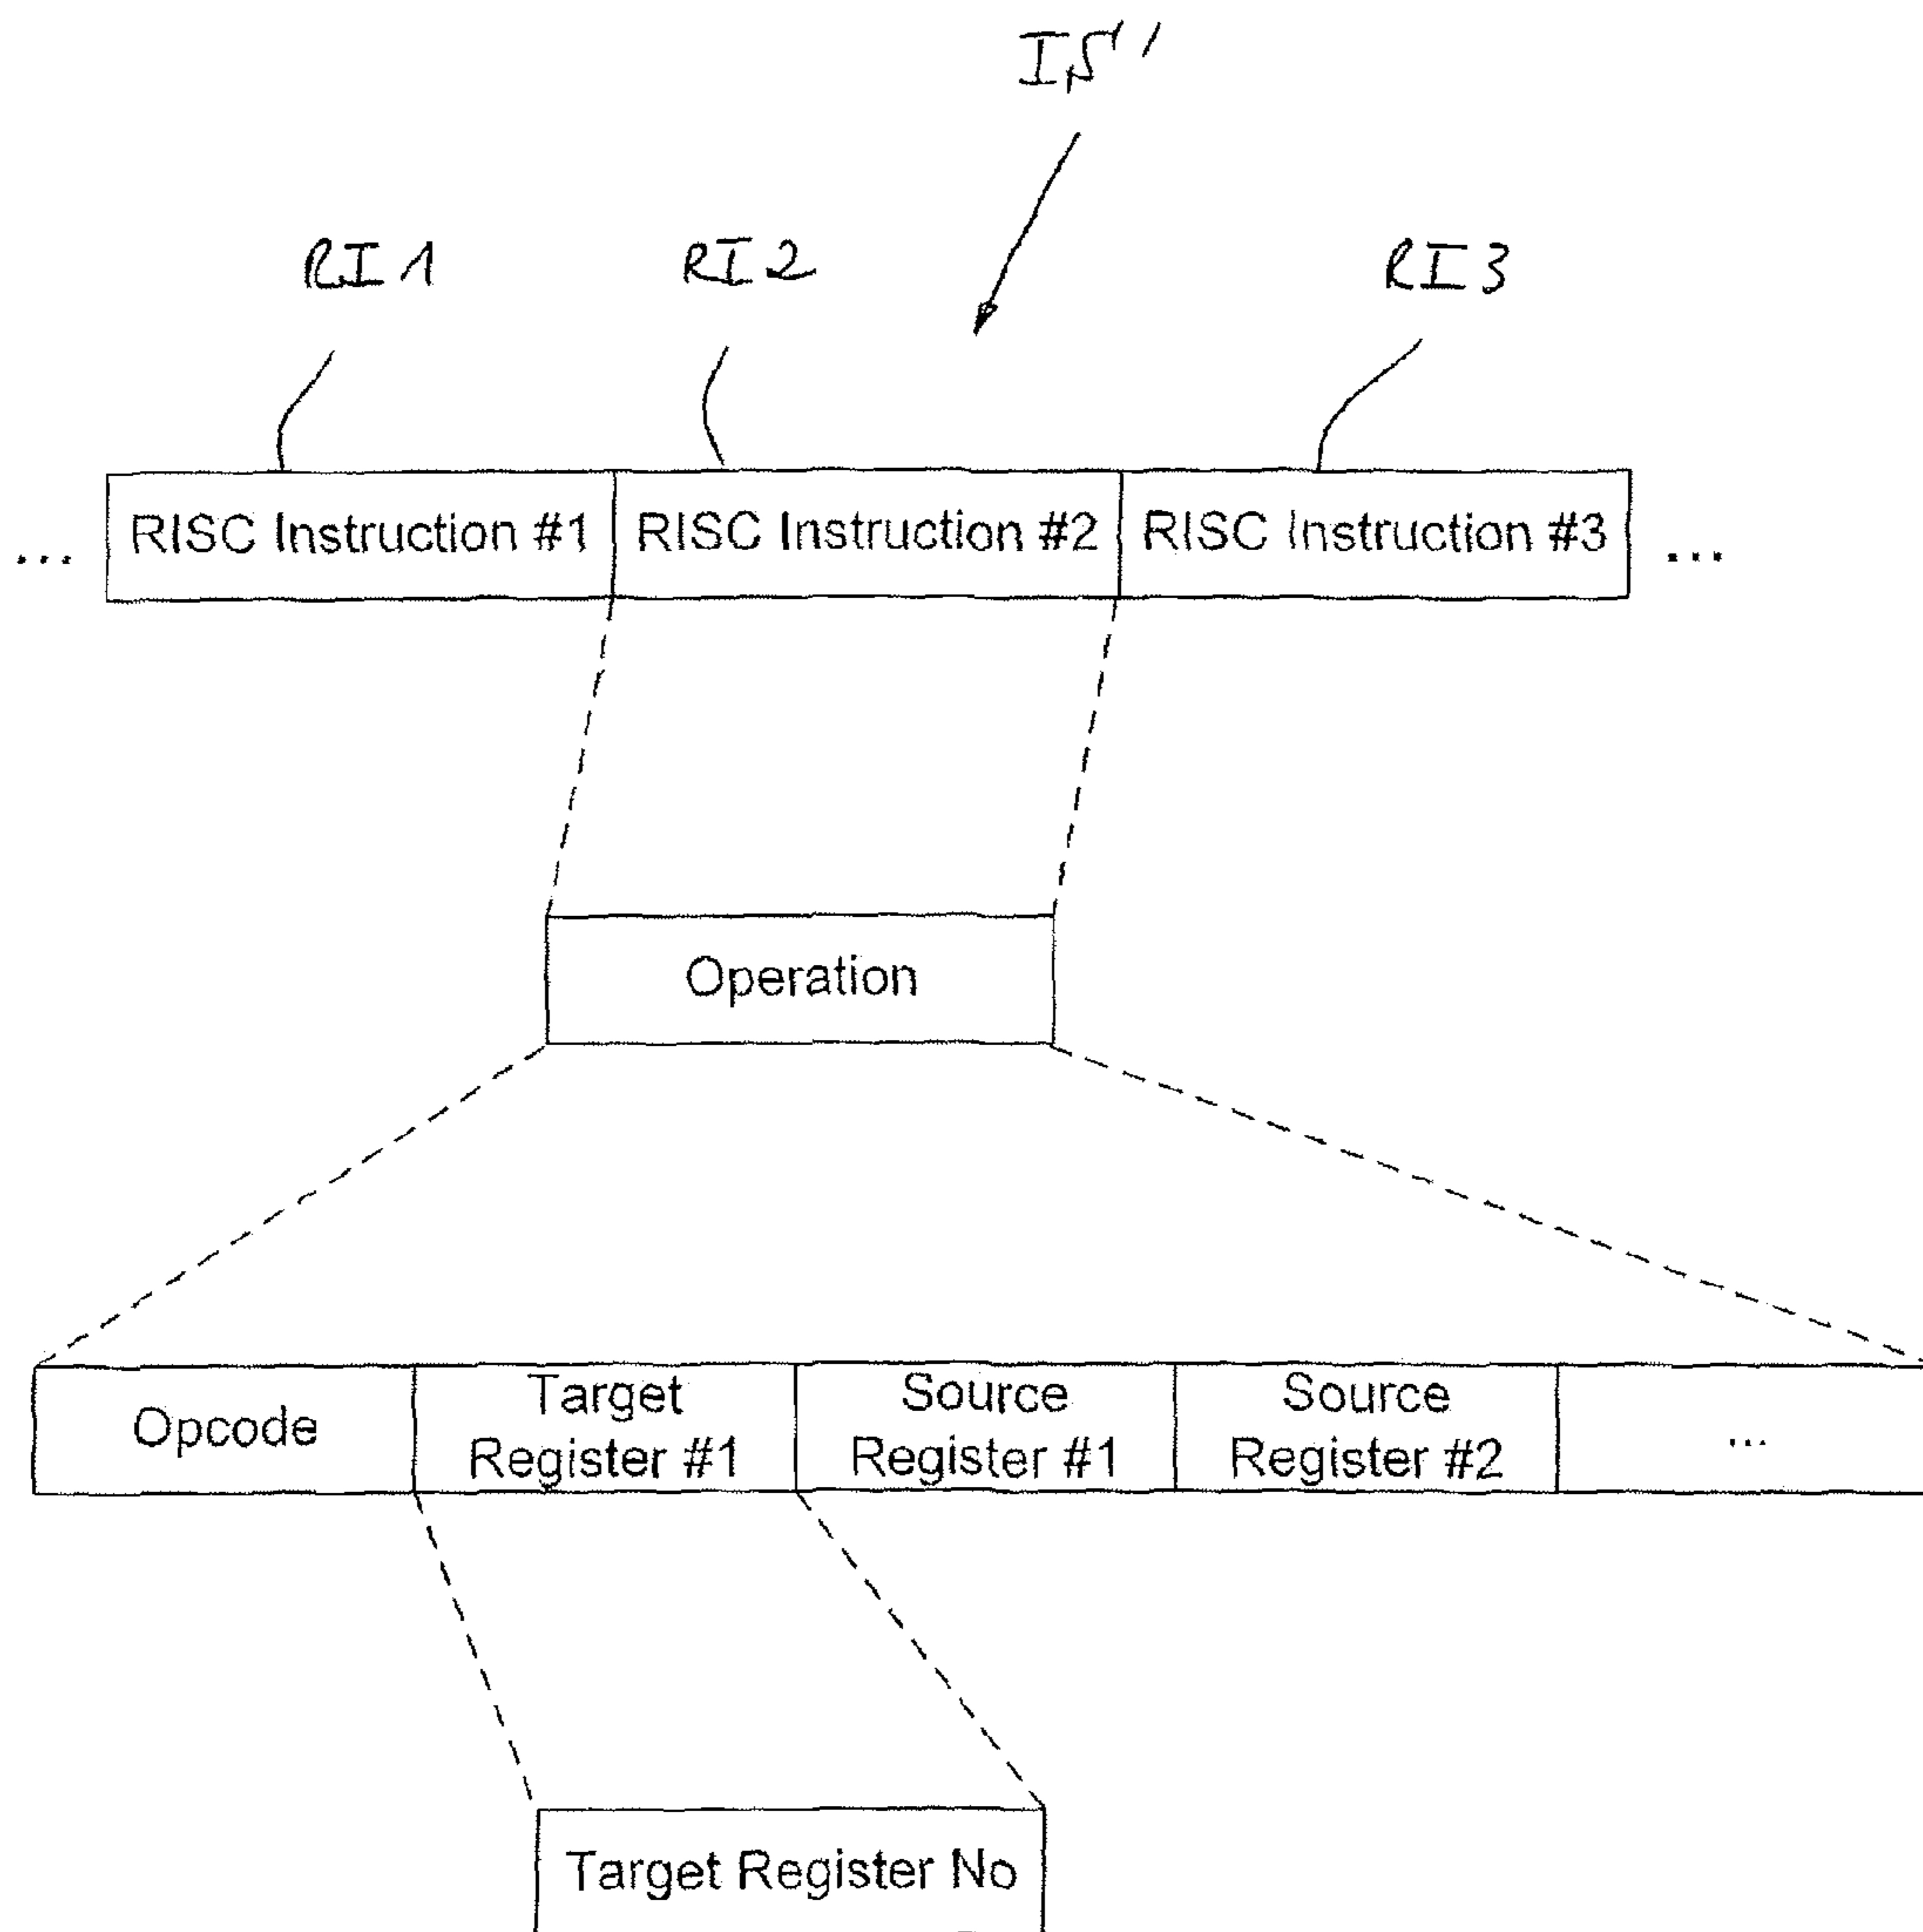 IS''
RI1 RI2 RI3
... RISC Instruction #1 RISC Instruction #2 RISC Instruction #3 ...
Operation
Opcode Target Register #1 Source Register #1 Source Register #2 ...
Target Register No